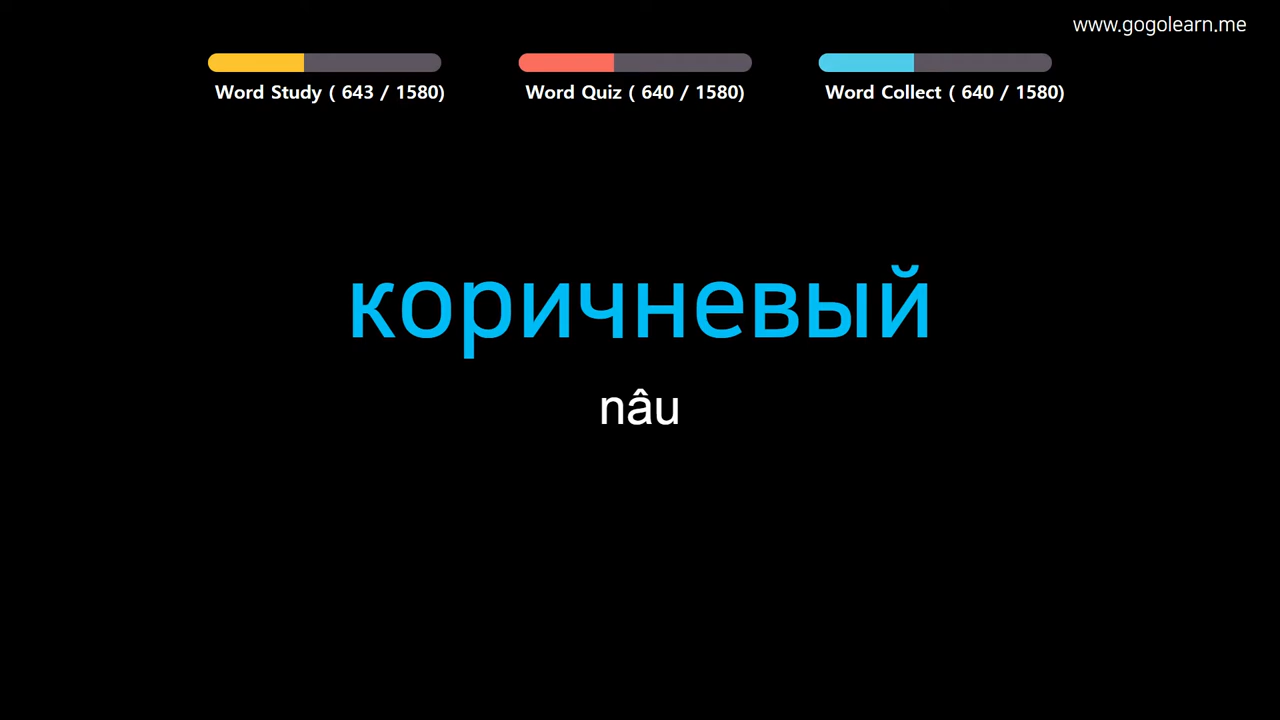 www.gogolearn.me
Word Study ( 643 / 1580)
Word Quiz ( 640 / 1580)
Word Collect ( 640 / 1580)
коричневый
nâu